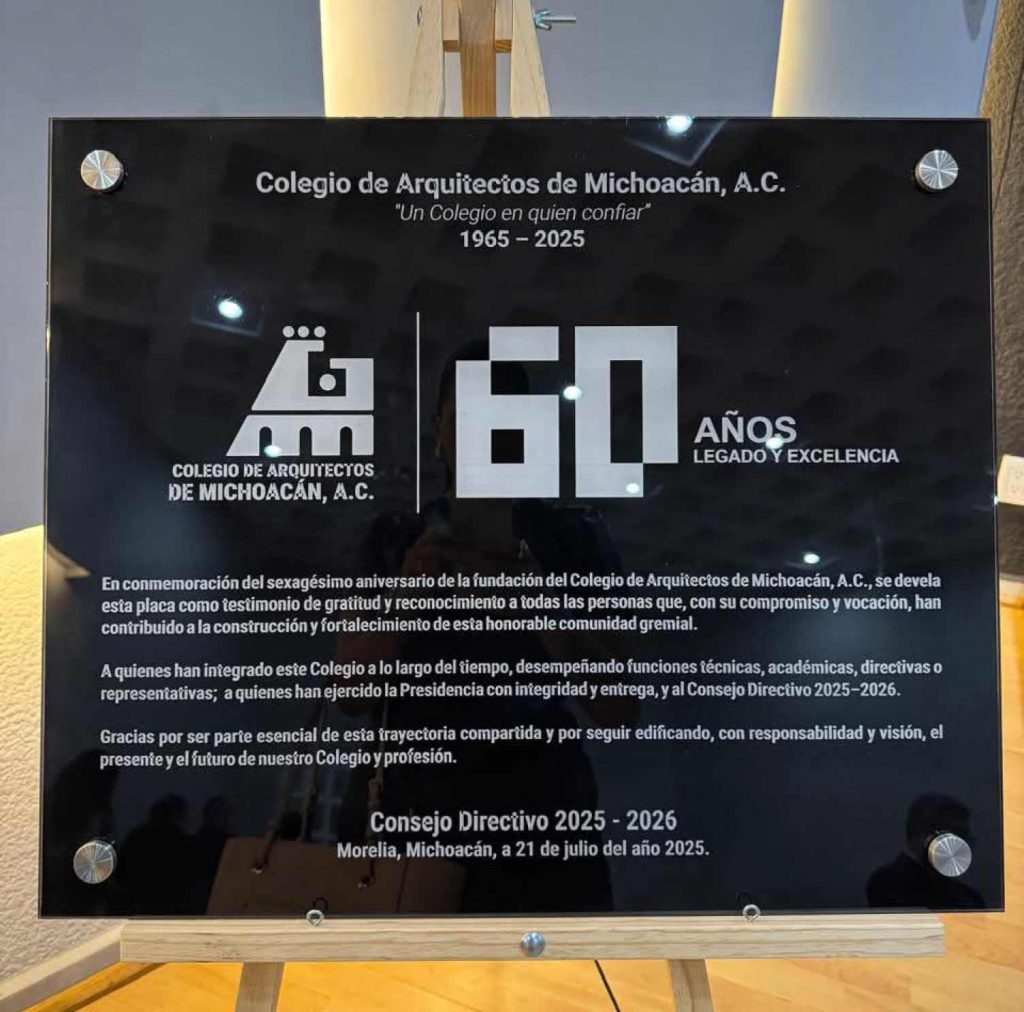 Colegio de Arquitectos de Michoacán, A.C.
"Un Colegio en quien confiar"
1965 – 2025
COLEGIO DE ARQUITECTOS
DE MICHOACÁN, A.C.
60
AÑOS
LEGADO Y EXCELENCIA
En conmemoración del sexagésimo aniversario de la fundación del Colegio de Arquitectos de Michoacán, A.C., se devela
esta placa como testimonio de gratitud y reconocimiento a todas las personas que, con su compromiso y vocación, han
contribuido a la construcción y fortalecimiento de esta honorable comunidad gremial.
A quienes han integrado este Colegio a lo largo del tiempo, desempeñando funciones técnicas, académicas, directivas o
representativas; a quienes han ejercido la Presidencia con integridad y entrega, y al Consejo Directivo 2025–2026.
Gracias por ser parte esencial de esta trayectoria compartida y por seguir edificando, con responsabilidad y visión, el
presente y el futuro de nuestro Colegio y profesión.
Consejo Directivo 2025 - 2026
Morelia, Michoacán, a 21 de julio del año 2025.